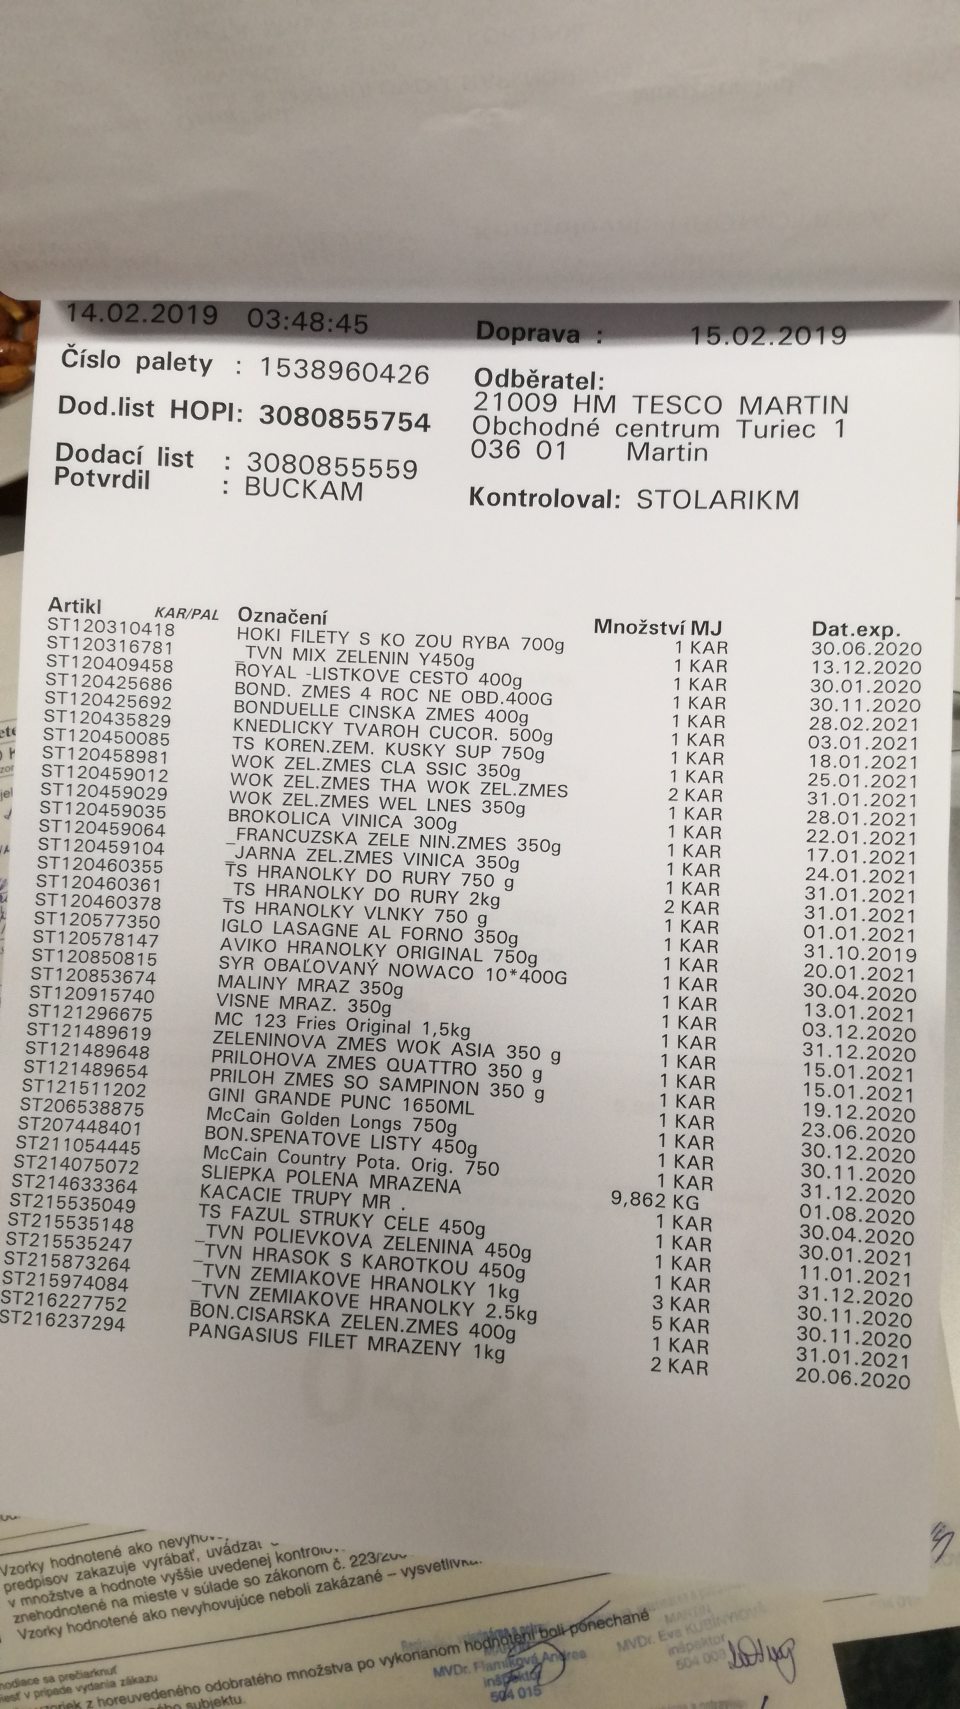 14.02.2019 03:48:45
Doprava : 15.02.2019
Číslo palety : 1538960426
Dod.list HOPI: 3080855754
Dodací list : 3080855559
Potvrdil : BUCKAM
Odběratel:
21009 HM TESCO MARTIN
Obchodné centrum Turiec 1
036 01 Martin
Kontroloval: STOLARIKM
Artikl KAR/PAL Označení Množství MJ Dat.exp.
ST120310418 HOKI FILETY S KO ZOU RYBA 700g 1 KAR 30.06.2020
ST120316781 _TVN MIX ZELENIN Y450g 1 KAR 13.12.2020
ST120409458 ROYAL -LISTKOVE CESTO 400g 1 KAR 30.01.2020
ST120425686 BOND. ZMES 4 ROC NE OBD.400G 1 KAR 30.11.2020
ST120425692 BONDUELLE CINSKA ZMES 400g 1 KAR 28.02.2021
ST120435829 KNEDLICKY TVAROH CUCOR. 500g 1 KAR 03.01.2021
ST120450085 TS KOREN.ZEM. KUSKY SUP 750g 1 KAR 18.01.2021
ST120458981 WOK ZEL.ZMES CLA SSIC 350g 1 KAR 25.01.2021
ST120459012 WOK ZEL.ZMES THA WOK ZEL.ZMES 2 KAR 31.01.2021
ST120459029 WOK ZEL.ZMES WEL LNES 350g 1 KAR 28.01.2021
ST120459035 BROKOLICA VINICA 300g 1 KAR 22.01.2021
ST120459064 _FRANCUZSKA ZELE NIN.ZMES 350g 1 KAR 17.01.2021
ST120459104 _JARNA ZEL.ZMES VINICA 350g 1 KAR 24.01.2021
ST120460355 TS HRANOLKY DO RURY 750 g 1 KAR 31.01.2021
ST120460361 _TS HRANOLKY DO RURY 2kg 2 KAR 31.01.2021
ST120460378 TS HRANOLKY VLNKY 750 g 1 KAR 01.01.2021
ST120577350 IGLO LASAGNE AL FORNO 350g 1 KAR 31.10.2019
ST120578147 AVIKO HRANOLKY ORIGINAL 750g 1 KAR 20.01.2021
ST120850815 SYR OBAĽOVANÝ NOWACO 10*400G 1 KAR 30.04.2020
ST120853674 MALINY MRAZ 350g 1 KAR 13.01.2021
ST120915740 VISNE MRAZ. 350g 1 KAR 03.12.2020
ST121296675 MC 123 Fries Original 1,5kg 1 KAR 31.12.2020
ST121489619 ZELENINOVA ZMES WOK ASIA 350 g 1 KAR 15.01.2021
ST121489648 PRILOHOVA ZMES QUATTRO 350 g 1 KAR 15.01.2021
ST121489654 PRILOH ZMES SO SAMPINON 350 g 1 KAR 19.12.2020
ST121511202 GINI GRANDE PUNC 1650ML 1 KAR 23.06.2020
ST206538875 McCain Golden Longs 750g 1 KAR 30.12.2020
ST207448401 BON.SPENATOVE LISTY 450g 1 KAR 30.11.2020
ST211054445 McCain Country Pota. Orig. 750 1 KAR 31.12.2020
ST214075072 SLIEPKA POLENA MRAZENA 9,862 KG 01.08.2020
ST214633364 KACACIE TRUPY MR . 1 KAR 30.04.2020
ST215535049 TS FAZUL STRUKY CELE 450g 1 KAR 30.01.2021
ST215535148 _TVN POLIEVKOVA ZELENINA 450g 1 KAR 11.01.2021
ST215535247 _TVN HRASOK S KAROTKOU 450g 1 KAR 31.12.2020
ST215873264 _TVN ZEMIAKOVE HRANOLKY 1kg 3 KAR 30.11.2020
ST215974084 _TVN ZEMIAKOVE HRANOLKY 2.5kg 5 KAR 30.11.2020
ST216227752 BON.CISARSKA ZELEN.ZMES 400g 1 KAR 31.01.2021
ST216237294 PANGASIUS FILET MRAZENY 1kg 2 KAR 20.06.2020
Vzorky hodnotené ako
predpisov zakazuje vyrábať, uvádzať
v množstve a hodnote vyššie uvedenej
znehodnotené na mieste v súlade so zákonom č.
Vzorky hodnotené ako nevyhovujúce neboli zakázané –
sa prečiarknuť
v prípade vydania zákazu
z horeuvedeného odobratého množstva po vykonanom hodnotení boli ponechané
subjektu.
MVDr.
inšpektor
504 015
MARTIN
MVDr. Eva
inšpektor
504 008